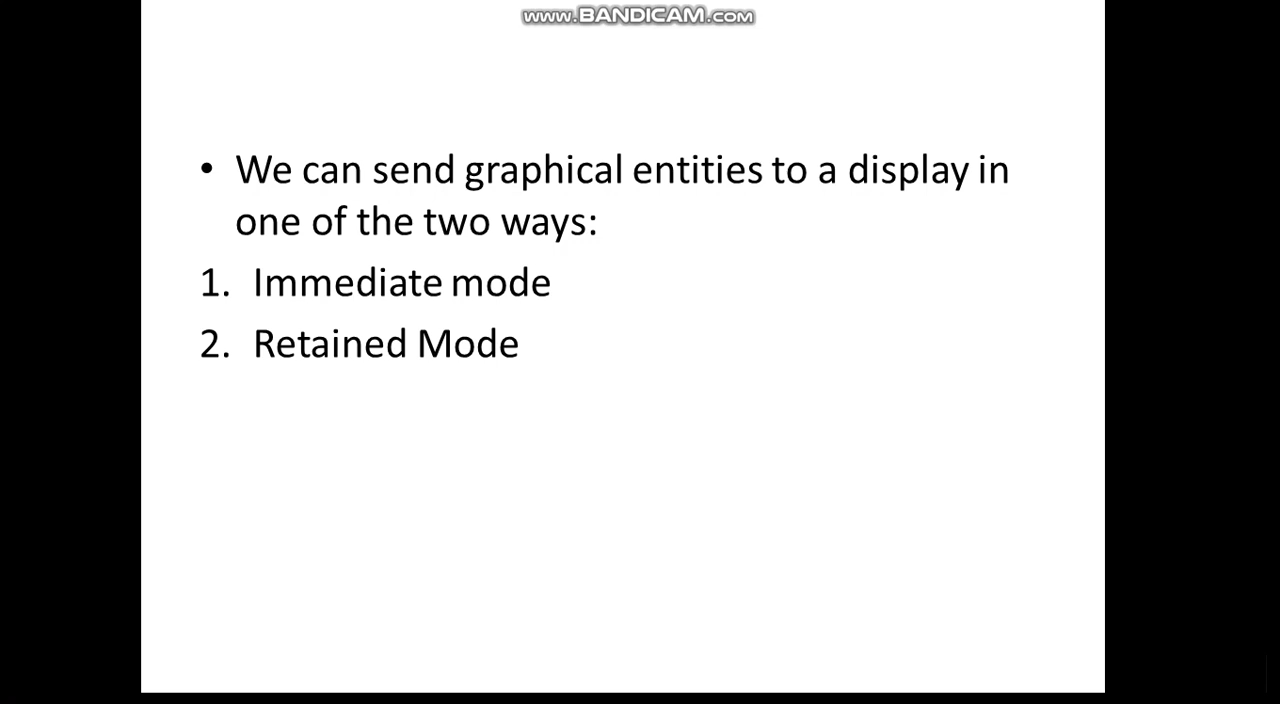 www.BANDICAM.com
• We can send graphical entities to a display in
one of the two ways:
1. Immediate mode
2. Retained Mode